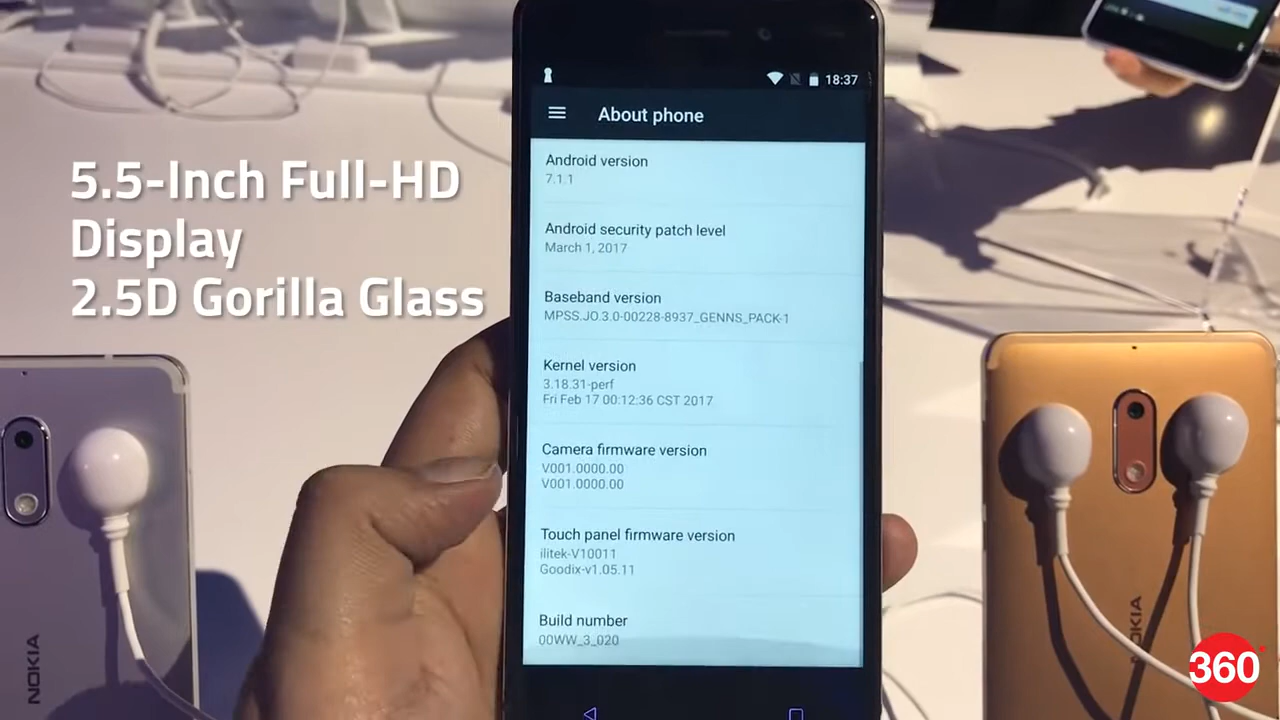 18:37
About phone
Android version
7.1.1
Android security patch level
March 1, 2017
Baseband version
MPSS.JO.3.0-00228-8937_GENNS_PACK-1
Kernel version
3.18.31-perf
Fri Feb 17 00:12:36 CST 2017
Camera firmware version
V001.0000.00
V001.0000.00
Touch panel firmware version
ilitek-V10011
Goodix-v1.05.11
Build number
00WW_3_020
5.5-Inch Full-HD
Display
2.5D Gorilla Glass
NOKIA
NOKIA
360